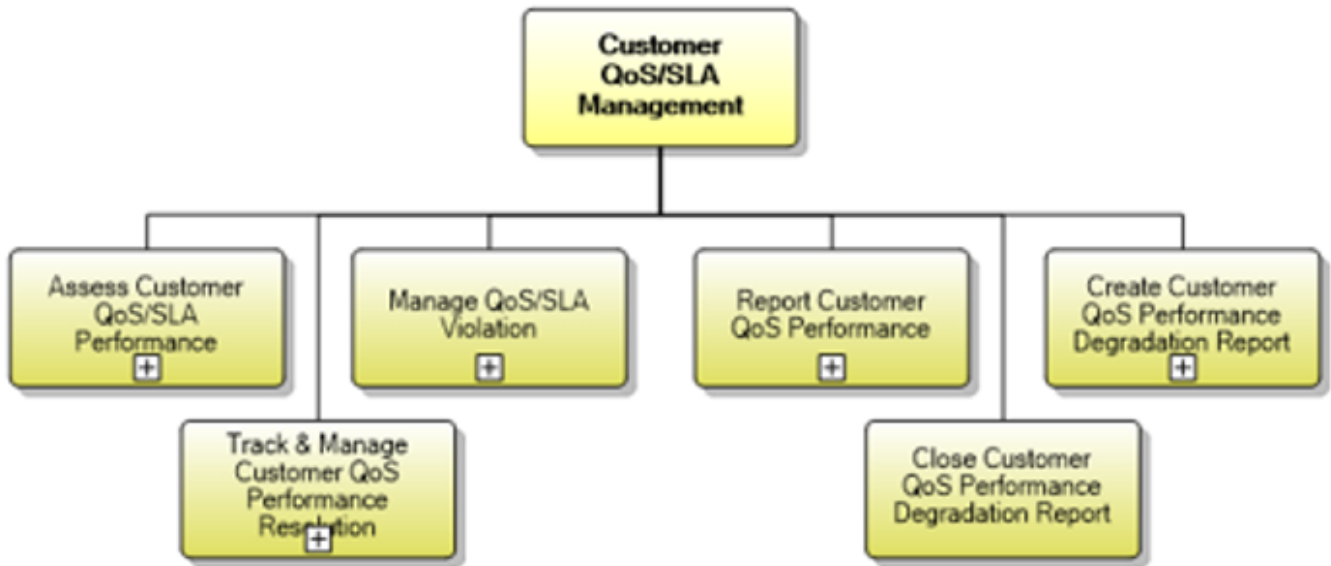 Customer
QoS/SLA
Management
Assess Customer
QoS/SLA
Performance
Manage QoS/SLA
Violation
Report Customer
QoS Performance
Create Customer
QoS Performance
Degradation Report
Track & Manage
Customer QoS
Performance
Resolution
Close Customer
QoS Performance
Degradation Report